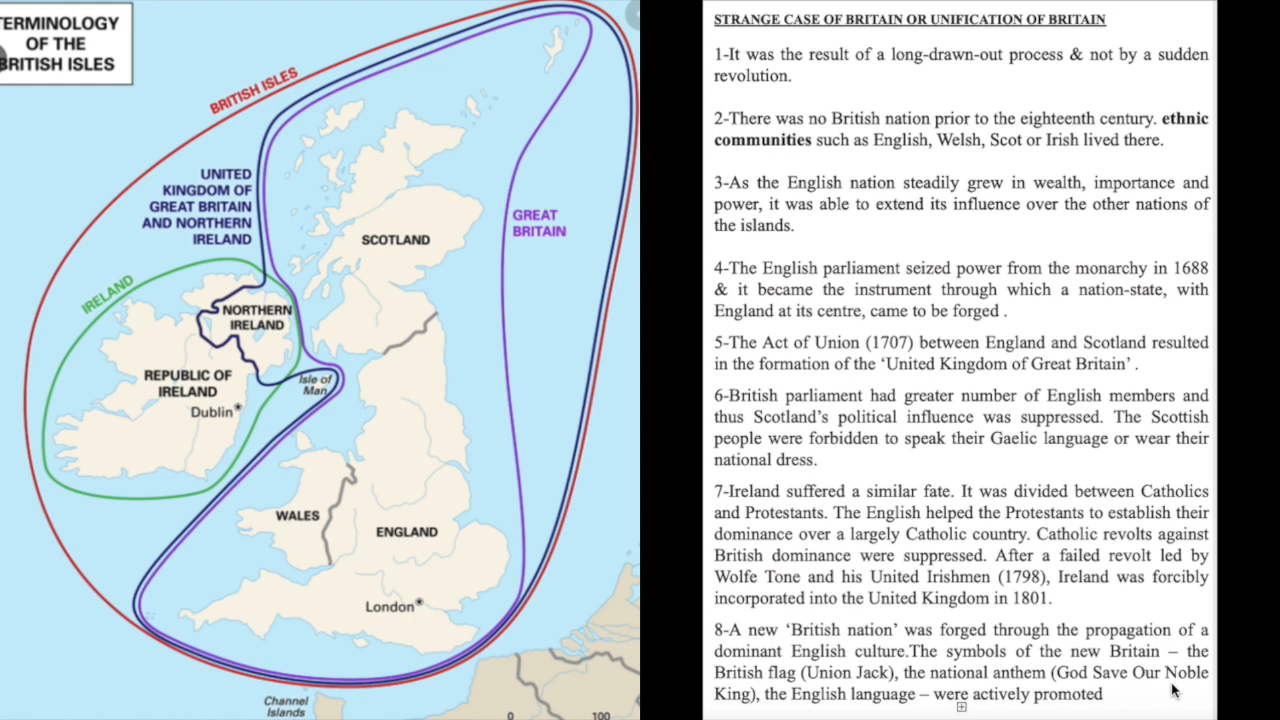 TERMINOLOGY
OF THE
BRITISH ISLES
BRITISH ISLES
UNITED
KINGDOM OF
GREAT BRITAIN
AND NORTHERN
IRELAND
GREAT
BRITAIN
SCOTLAND
IRELAND
NORTHERN
IRELAND
REPUBLIC OF
IRELAND
Dublin
Isle of
Man
WALES
ENGLAND
London
Channel
Islands
0 100
STRANGE CASE OF BRITAIN OR UNIFICATION OF BRITAIN
1-It was the result of a long-drawn-out process & not by a sudden
revolution.
2-There was no British nation prior to the eighteenth century. ethnic
communities such as English, Welsh, Scot or Irish lived there.
3-As the English nation steadily grew in wealth, importance and
power, it was able to extend its influence over the other nations of
the islands.
4-The English parliament seized power from the monarchy in 1688
& it became the instrument through which a nation-state, with
England at its centre, came to be forged .
5-The Act of Union (1707) between England and Scotland resulted
in the formation of the ‘United Kingdom of Great Britain’ .
6-British parliament had greater number of English members and
thus Scotland’s political influence was suppressed. The Scottish
people were forbidden to speak their Gaelic language or wear their
national dress.
7-Ireland suffered a similar fate. It was divided between Catholics
and Protestants. The English helped the Protestants to establish their
dominance over a largely Catholic country. Catholic revolts against
British dominance were suppressed. After a failed revolt led by
Wolfe Tone and his United Irishmen (1798), Ireland was forcibly
incorporated into the United Kingdom in 1801.
8-A new ‘British nation’ was forged through the propagation of a
dominant English culture.The symbols of the new Britain – the
British flag (Union Jack), the national anthem (God Save Our Noble
King), the English language – were actively promoted